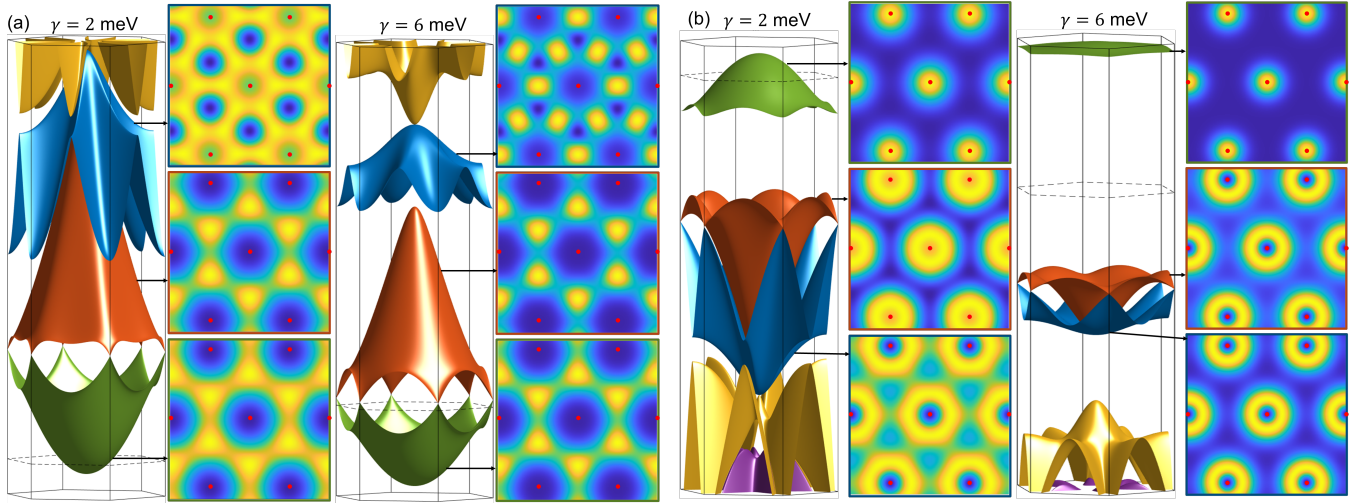 (a) γ = 2 meV
γ = 6 meV
(b) γ = 2 meV
γ = 6 meV